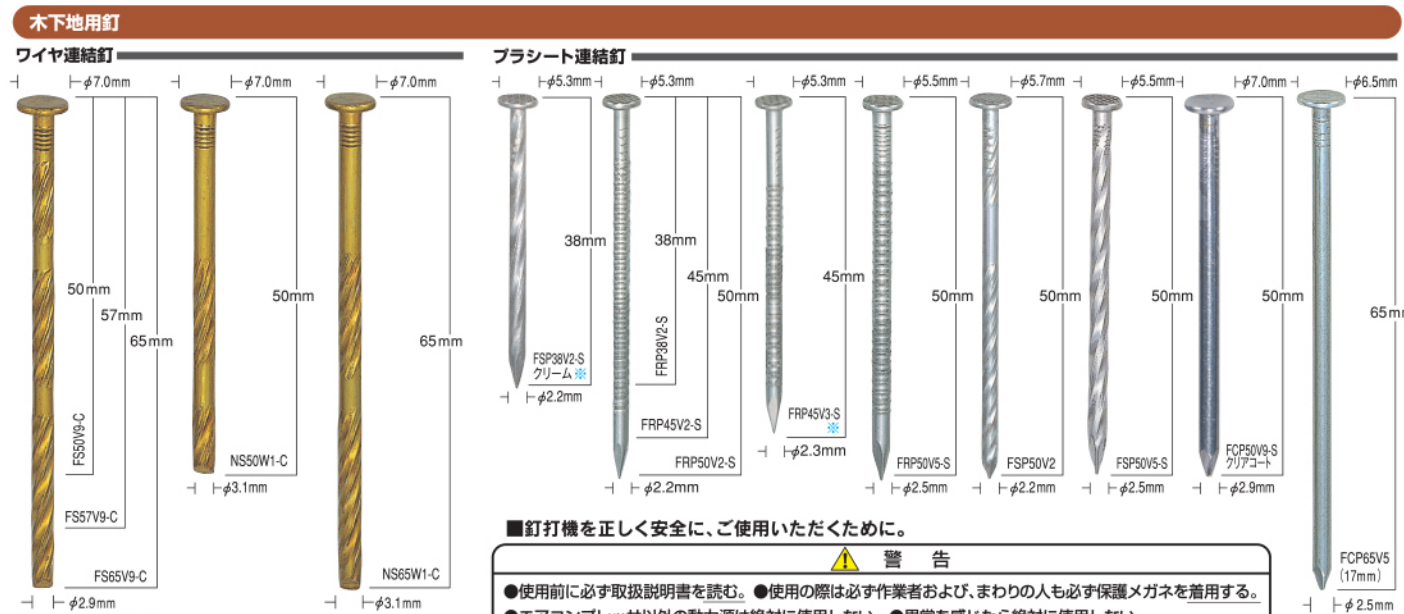 木下地用釘
ワイヤ連結釘
プラシート連結釘
φ7.0mm
φ7.0mm
φ7.0mm
φ5.3mm
φ5.3mm
φ5.3mm
φ5.5mm
φ5.7mm
φ5.5mm
φ7.0mm
φ6.5mm
50mm
57mm
65mm
FS50V9-C
FS57V9-C
FS65V9-C
φ2.9mm
50mm
NS50W1-C
φ3.1mm
65mm
NS65W1-C
φ3.1mm
38mm
FSP38V2-S
クリーム※
φ2.2mm
38mm
45mm
50mm
FRP38V2-S
FRP45V2-S
FRP50V2-S
φ2.2mm
45mm
FRP45V3-S
※
φ2.3mm
50mm
FRP50V5-S
φ2.5mm
50mm
FSP50V2
φ2.2mm
50mm
FSP50V5-S
φ2.5mm
50mm
FCP50V9-S
クリアコート
φ2.9mm
65m
FCP65V5
(17mm)
φ2.5mm
■釘打機を正しく安全に、ご使用いただくために。
警 告
●使用前に必ず取扱説明書を読む。 ●使用の際は必ず作業者および、まわりの人も必ず保護メガネを着用する。